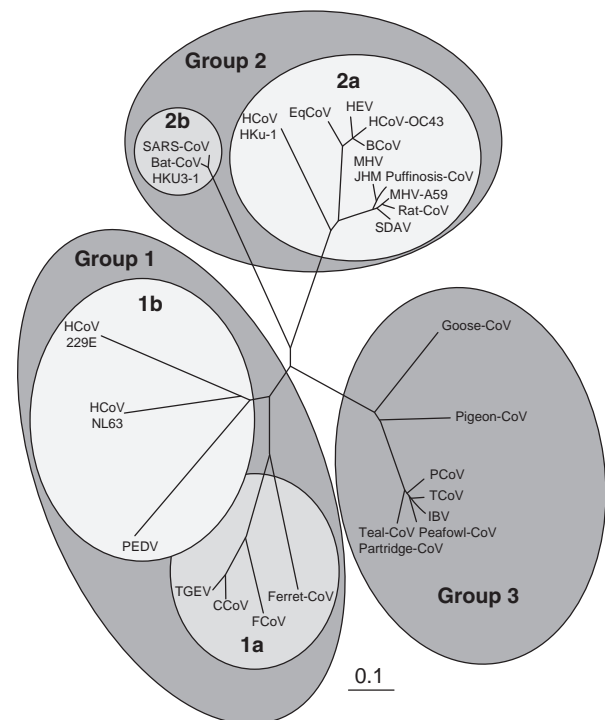 Group 2
2a
2b
SARS-CoV
Bat-CoV
HKU3-1
HCoV
HKu-1
EqCoV
HEV
HCoV-OC43
BCoV
MHV
JHM
Puffinosis-CoV
MHV-A59
Rat-CoV
SDAV
Group 1
1b
HCoV
229E
HCoV
NL63
PEDV
TGEV
CCoV
FCoV
Ferret-CoV
1a
Goose-CoV
Pigeon-CoV
PCoV
TCoV
IBV
Teal-CoV
Peafowl-CoV
Partridge-CoV
Group 3
0.1